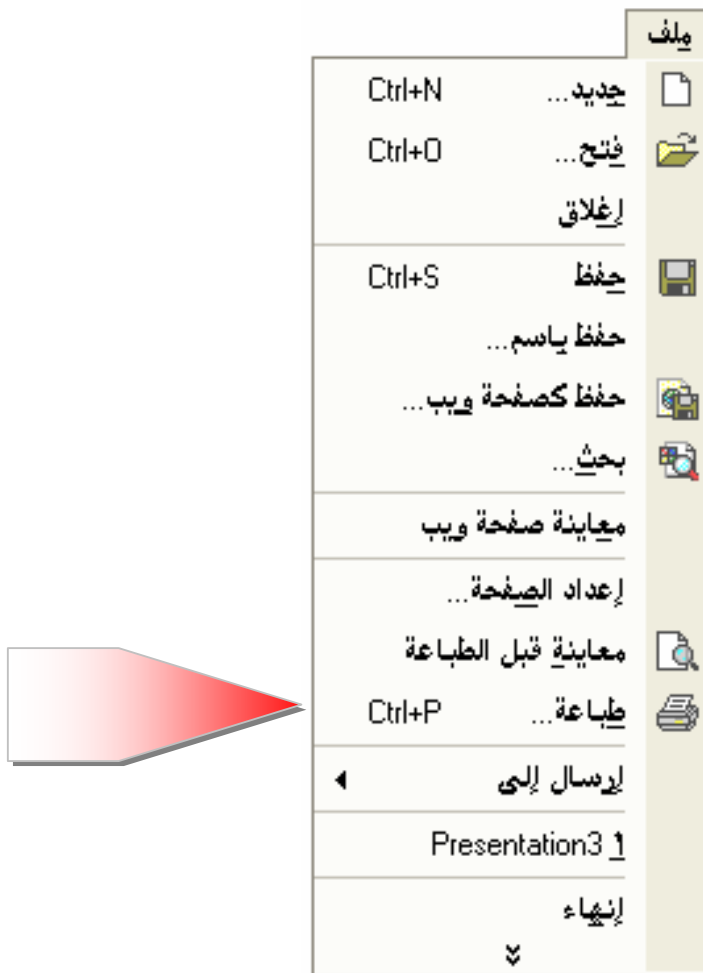 ملف
جديد... Ctrl+N
فتح... Ctrl+O
إغلاق
حفظ Ctrl+S
حفظ باسم...
حفظ كصفحة ويب...
بحث...
معاينة صفحة ويب
إعداد الصفحة...
معاينة قبل الطباعة
طباعة... Ctrl+P
إرسال إلى
1 Presentation3
إنهاء